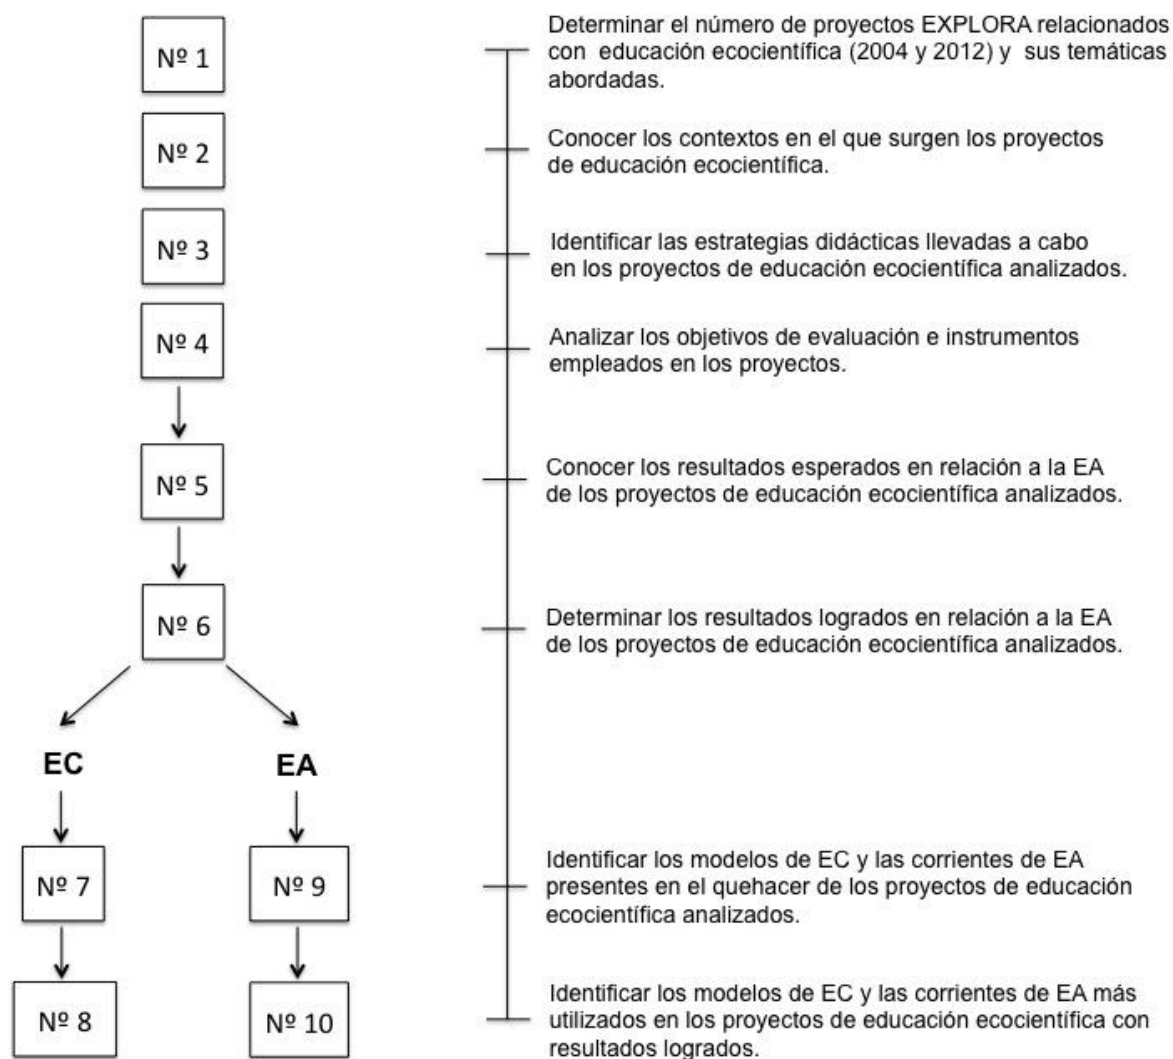 Nº 1
Determinar el número de proyectos EXPLORA relacionados
con educación ecocientífica (2004 y 2012) y sus temáticas
abordadas.
Nº 2
Conocer los contextos en el que surgen los proyectos
de educación ecocientífica.
Nº 3
Identificar las estrategias didácticas llevadas a cabo
en los proyectos de educación ecocientífica analizados.
Nº 4
Analizar los objetivos de evaluación e instrumentos
empleados en los proyectos.
Nº 5
Conocer los resultados esperados en relación a la EA
de los proyectos de educación ecocientífica analizados.
Nº 6
Determinar los resultados logrados en relación a la EA
de los proyectos de educación ecocientífica analizados.
EC
EA
Nº 7
Nº 9
Identificar los modelos de EC y las corrientes de EA
presentes en el quehacer de los proyectos de educación
ecocientífica analizados.
Nº 8
Nº 10
Identificar los modelos de EC y las corrientes de EA más
utilizados en los proyectos de educación ecocientífica con
resultados logrados.